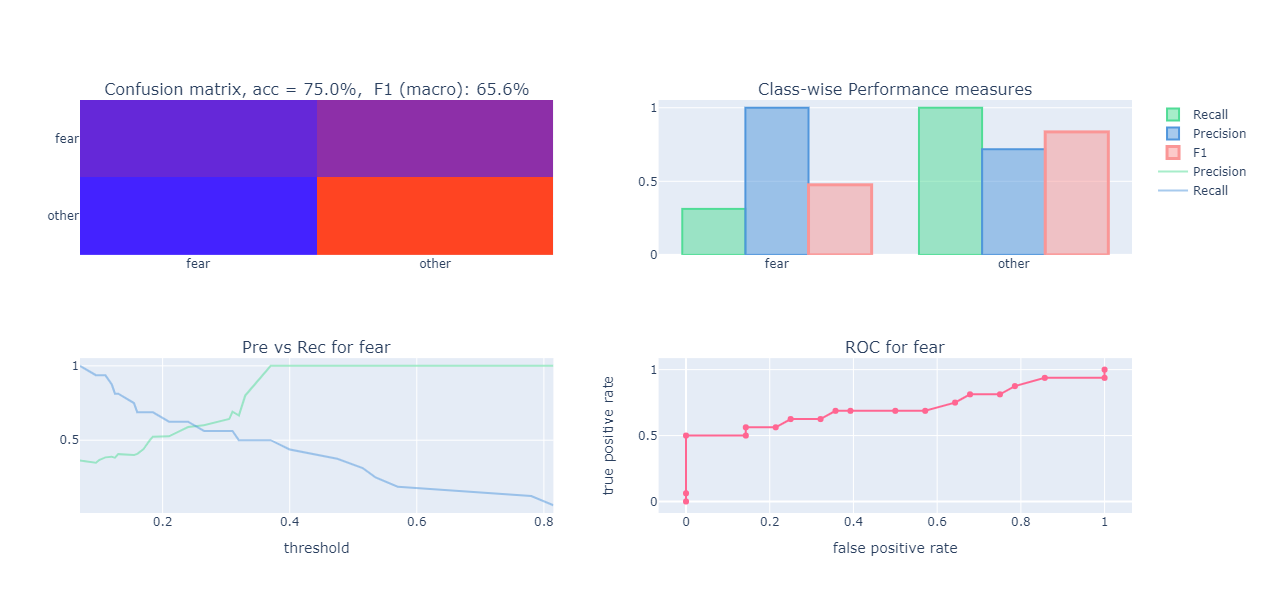 Confusion matrix, acc = 75.0%,  F1 (macro): 65.6%
fear
other
fear other
Class-wise Performance measures
1
0.5
0
fear other
Recall
Precision
F1
Precision
Recall
Pre vs Rec for fear
1
0.5
0.2 0.4 0.6 0.8
threshold
ROC for fear
true positive rate
1
0.5
0
0 0.2 0.4 0.6 0.8 1
false positive rate